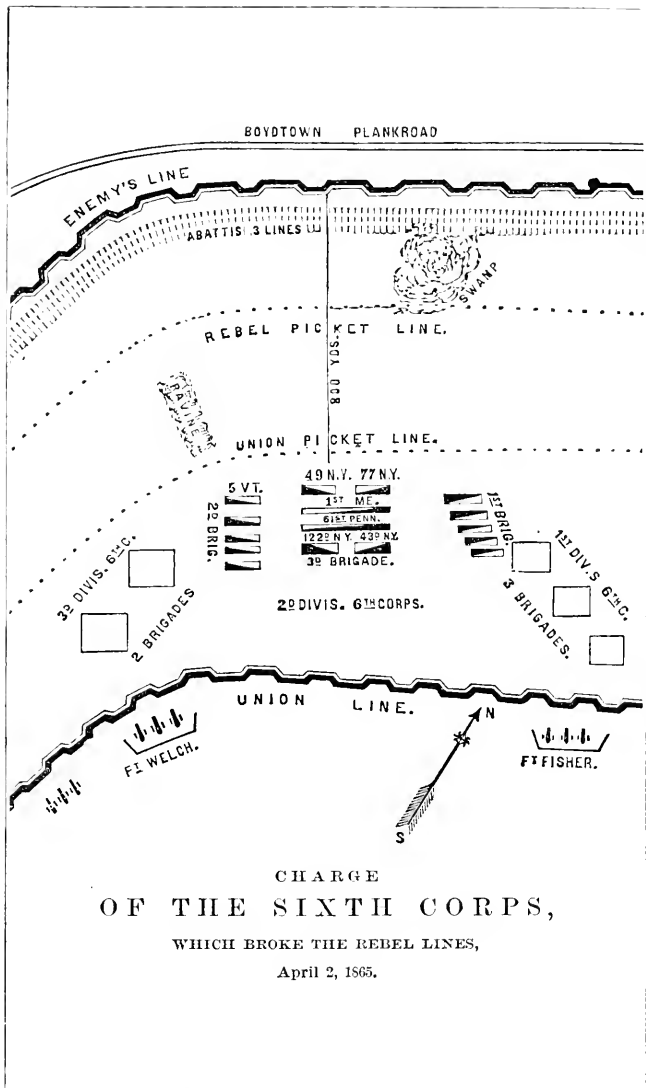 BOYDTOWN PLANKROAD
ENEMY'S LINE
ABATTIS 3 LINES
SWANP
REBEL PICKET LINE.
800 YDS.
RAVINE
UNION PICKET LINE.
5 VT.
49 N.Y. 77 N.Y.
1ST ME.
61ST PENN.
122D N.Y. 43D N.Y.
3D BRIGADE.
2D BRIG.
1ST BRIG.
3D DIVIS. 6TH C.
2 BRIGADES
1ST DIV.S 6TH C.
3 BRIGADES.
2D DIVIS. 6TH CORPS.
UNION LINE.
FT WELCH.
N
S
FT FISHER.
CHARGE
OF THE SIXTH CORPS,
WHICH BROKE THE REBEL LINES,
April 2, 1865.